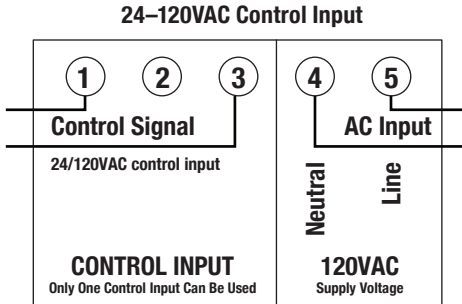 24–120VAC Control Input
1 2 3 4 5
Control Signal AC Input
24/120VAC control input
Neutral
Line
CONTROL INPUT 120VAC
Only One Control Input Can Be Used Supply Voltage